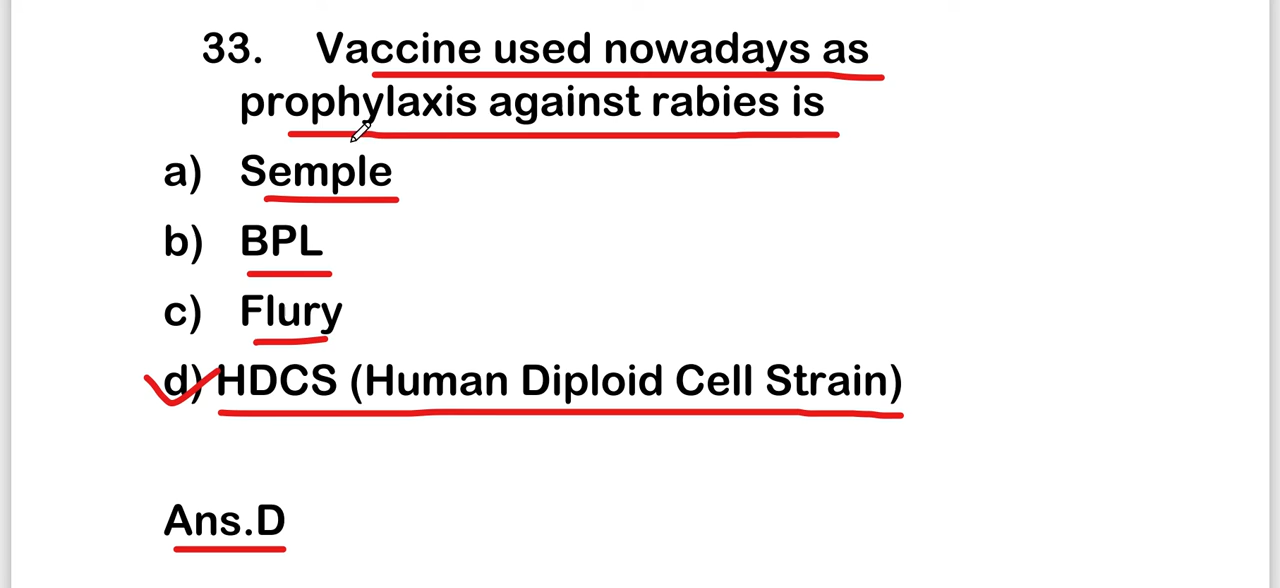 33. Vaccine used nowadays as
prophylaxis against rabies is
a) Semple
b) BPL
c) Flury
d) HDCS (Human Diploid Cell Strain)
Ans.D